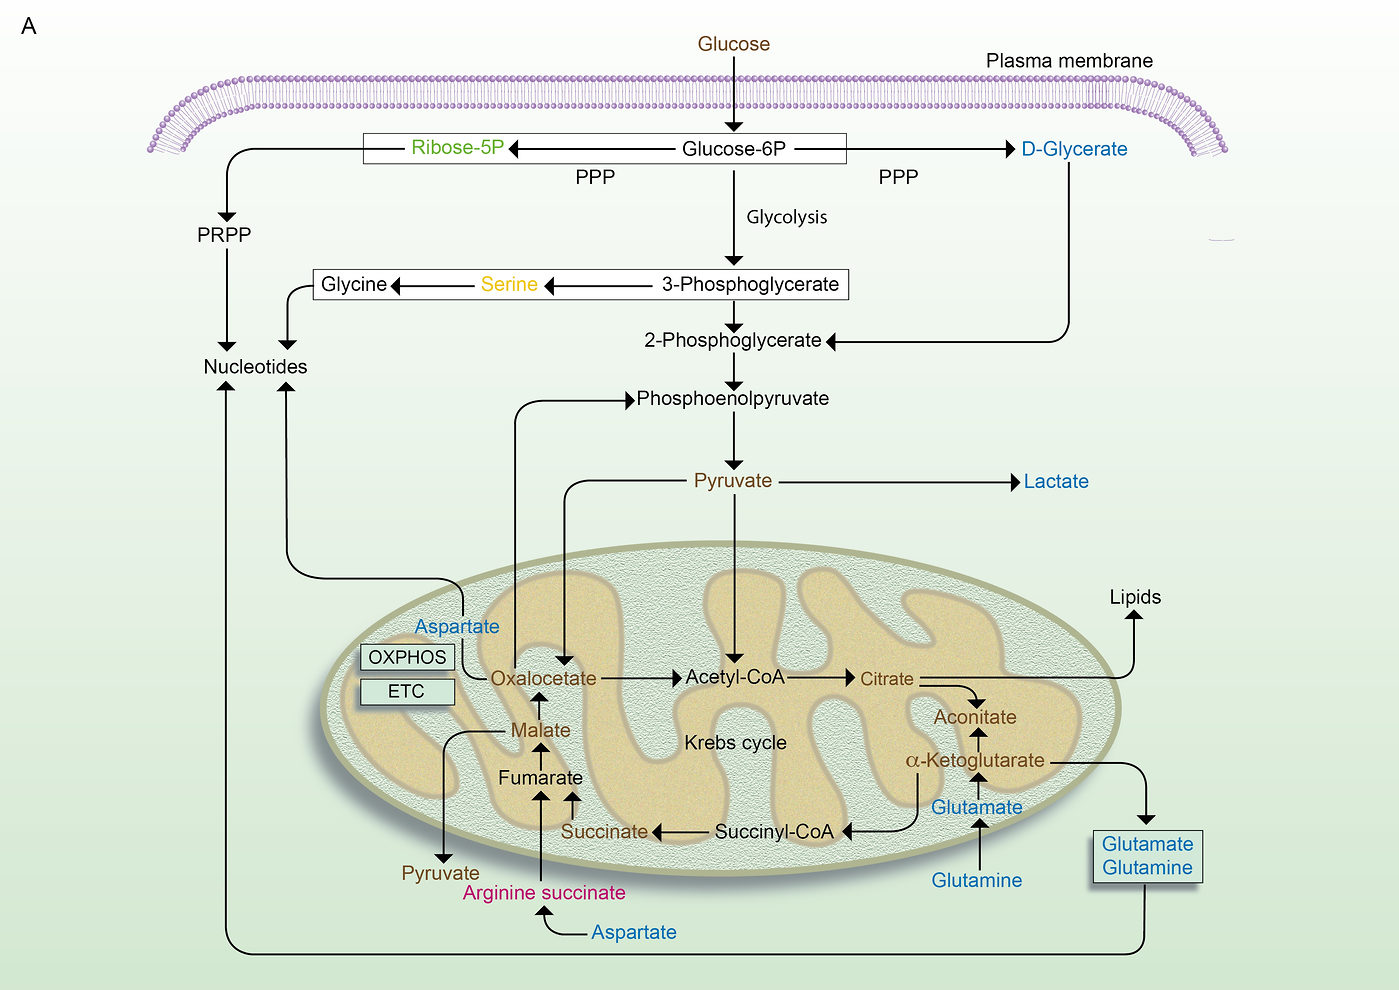 A
Glucose
Plasma membrane
Ribose-5P
Glucose-6P
D-Glycerate
PPP
PPP
Glycolysis
PRPP
Glycine
Serine
3-Phosphoglycerate
2-Phosphoglycerate
Nucleotides
Phosphoenolpyruvate
Pyruvate
Lactate
Lipids
Aspartate
OXPHOS
ETC
Oxalocetate
Acetyl-CoA
Citrate
Aconitate
Malate
Krebs cycle
α-Ketoglutarate
Fumarate
Glutamate
Succinate
Succinyl-CoA
Glutamate
Glutamine
Pyruvate
Glutamine
Arginine succinate
Aspartate